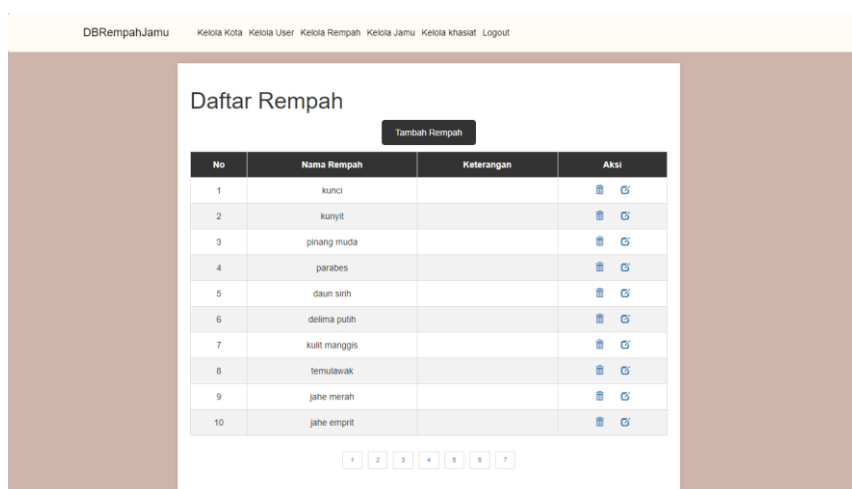 DBRempahJamu Kelola Kota Kelola User Kelola Rempah Kelola Jamu Kelola khasiat Logout
Daftar Rempah
Tambah Rempah
No Nama Rempah Keterangan Aksi
1 kunci
2 kunyit
3 pinang muda
4 parabes
5 daun sirih
6 delima putih
7 kulit manggis
8 temulawak
9 jahe merah
10 jahe emprit
1 2 3 4 5 6 7